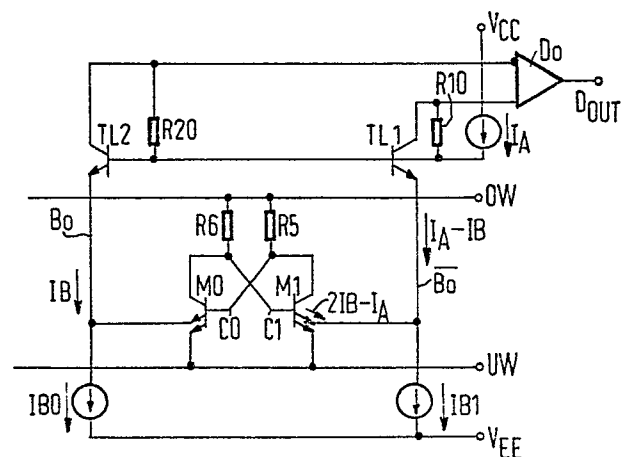 VCC
Do
R10
DOUT
TL2
R20
TL1
IA
OW
Bo
R6
R5
IA-IB
IB
M0
M1
2IB-IA
B̅o̅
C0
C1
UW
IB0
IB1
VEE